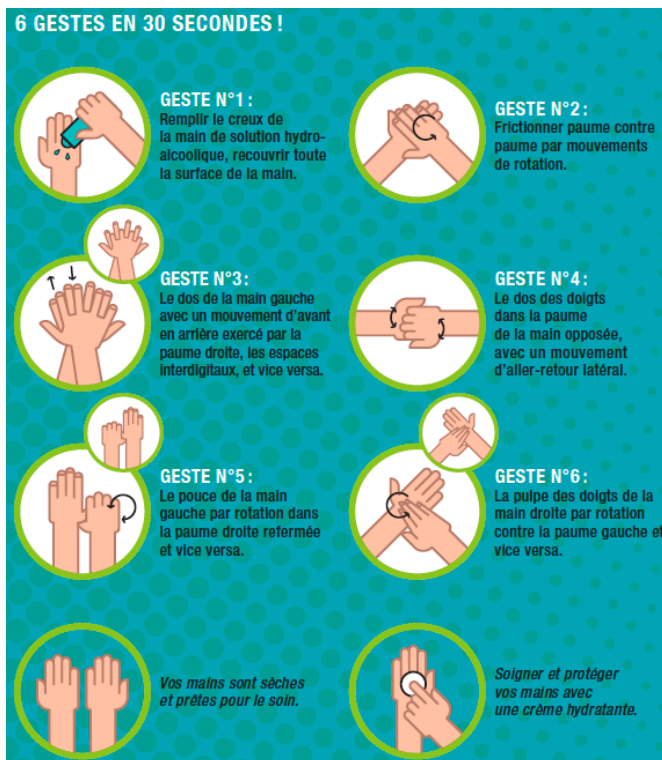 6 GESTES EN 30 SECONDES !
GESTE N°1 :
Remplir le creux de
la main de solution hydro-
alcoolique, recouvrir toute
la surface de la main.
GESTE N°2 :
Frictionner paume contre
paume par mouvements
de rotation.
GESTE N°3 :
Le dos de la main gauche
avec un mouvement d'avant
en arrière exercé par la
paume droite, les espaces
interdigitaux, et vice versa.
GESTE N°4 :
Le dos des doigts
dans la paume
de la main opposée,
avec un mouvement
d'aller-retour latéral.
GESTE N°5 :
Le pouce de la main
gauche par rotation dans
la paume droite refermée
et vice versa.
GESTE N°6 :
La pulpe des doigts de la
main droite par rotation
contre la paume gauche et
vice versa.
Vos mains sont sèches
et prêtes pour le soin.
Soigner et protéger
vos mains avec
une crème hydratante.